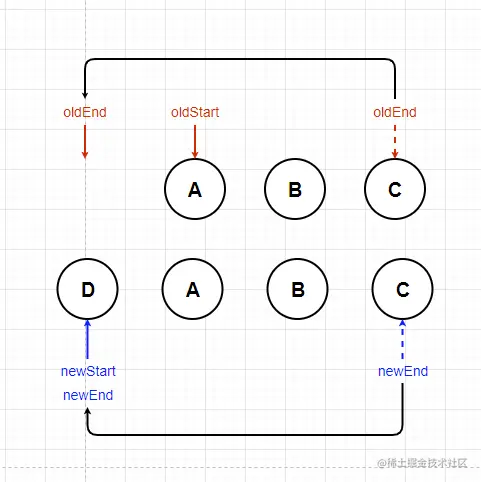 oldEnd oldStart oldEnd
A B C
D A B C
newStart newEnd
newEnd
@稀土掘金技术社区